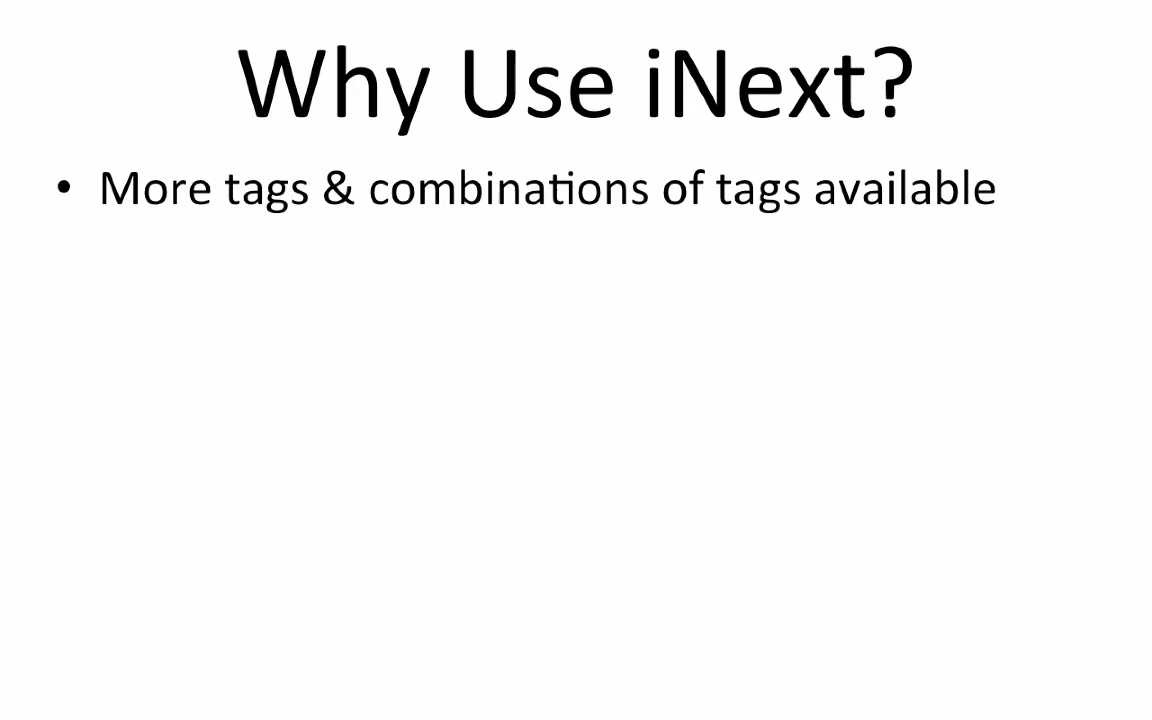 Why Use iNext?
• More tags & combinations of tags available